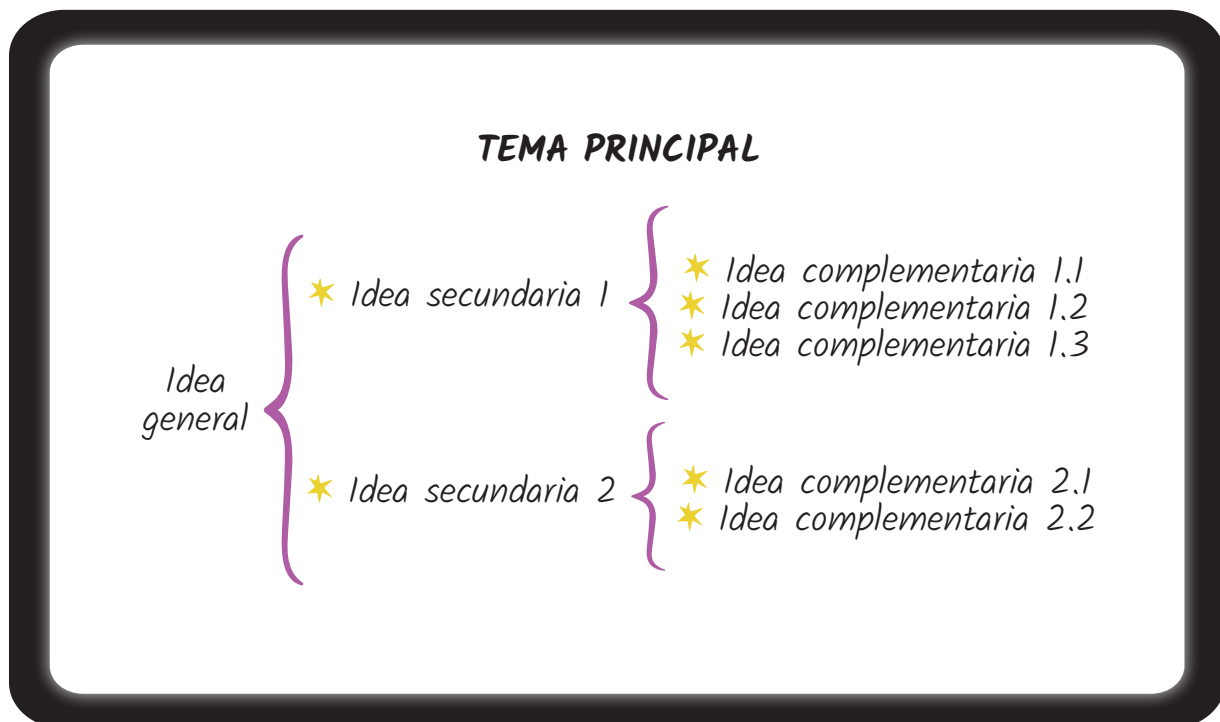 TEMA PRINCIPAL
Idea secundaria 1
Idea complementaria 1.1
Idea complementaria 1.2
Idea complementaria 1.3
Idea
general
Idea secundaria 2
Idea complementaria 2.1
Idea complementaria 2.2